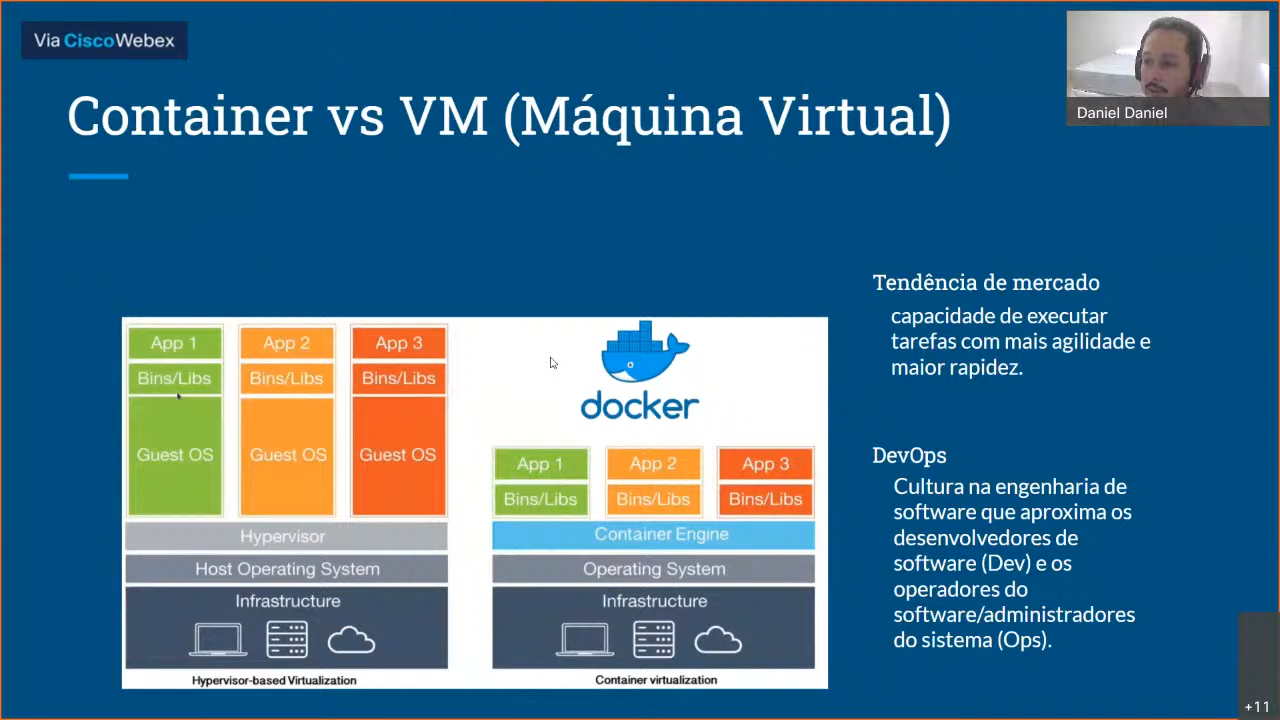 Via CiscoWebex
Daniel Daniel
Container vs VM (Máquina Virtual)
App 1
App 2
App 3
Bins/Libs
Bins/Libs
Bins/Libs
Guest OS
Guest OS
Guest OS
Hypervisor
Host Operating System
Infrastructure
Hypervisor-based Virtualization
docker
App 1
App 2
App 3
Bins/Libs
Bins/Libs
Bins/Libs
Container Engine
Operating System
Infrastructure
Container virtualization
Tendência de mercado
capacidade de executar
tarefas com mais agilidade e
maior rapidez.
DevOps
Cultura na engenharia de
software que aproxima os
desenvolvedores de
software (Dev) e os
operadores do
software/administradores
do sistema (Ops).
+11